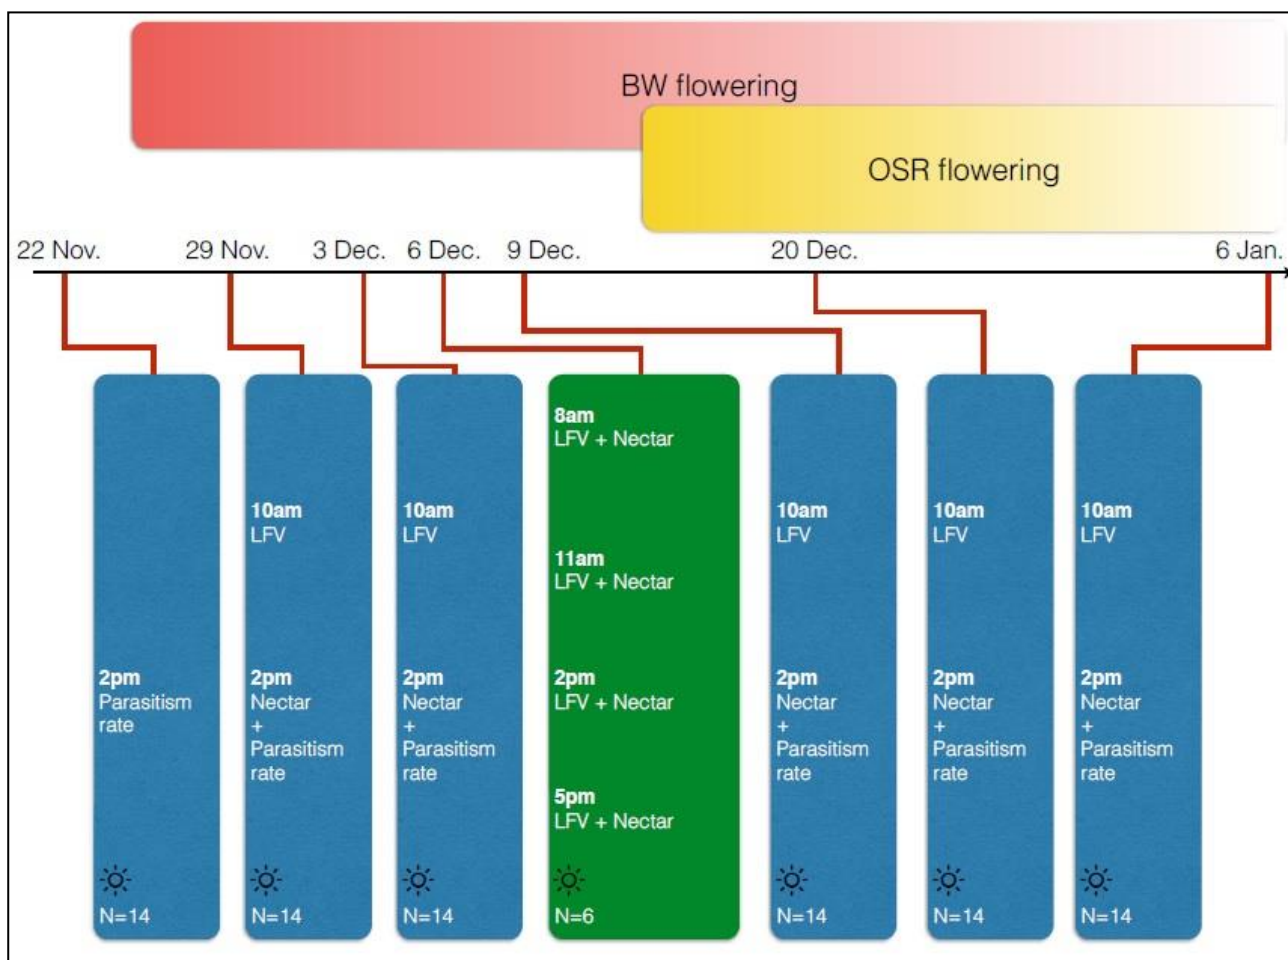 BW flowering
OSR flowering
22 Nov.
29 Nov.
3 Dec.
6 Dec.
9 Dec.
20 Dec.
6 Jan.
2pm
Parasitism
rate
N=14
10am
LFV
2pm
Nectar
+
Parasitism
rate
N=14
10am
LFV
2pm
Nectar
+
Parasitism
rate
N=14
8am
LFV + Nectar
11am
LFV + Nectar
2pm
LFV + Nectar
5pm
LFV + Nectar
N=6
10am
LFV
2pm
Nectar
+
Parasitism
rate
N=14
10am
LFV
2pm
Nectar
+
Parasitism
rate
N=14
10am
LFV
2pm
Nectar
+
Parasitism
rate
N=14